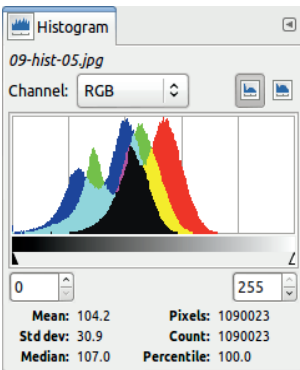 Histogram
09-hist-05.jpg
Channel: RGB
0 255
Mean: 104.2 Pixels: 1090023
Std dev: 30.9 Count: 1090023
Median: 107.0 Percentile: 100.0